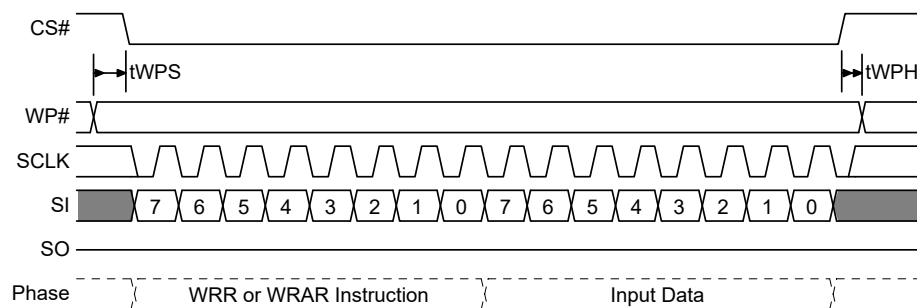 CS#
tWPS
tWPH
WP#
SCLK
SI 7 6 5 4 3 2 1 0 7 6 5 4 3 2 1 0
SO
Phase WRR or WRAR Instruction Input Data